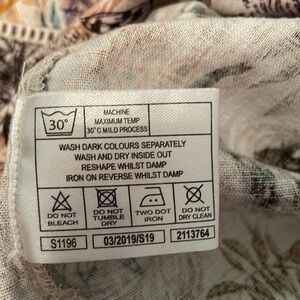 30°
MACHINE
MAXIMUM TEMP
30°C MILD PROCESS
WASH DARK COLOURS SEPARATELY
WASH AND DRY INSIDE OUT
RESHAPE WHILST DAMP
IRON ON REVERSE WHILST DAMP
DO NOT BLEACH
DO NOT TUMBLE DRY
TWO DOT IRON
DO NOT DRY CLEAN
S1196
03/2019/S19
2113764